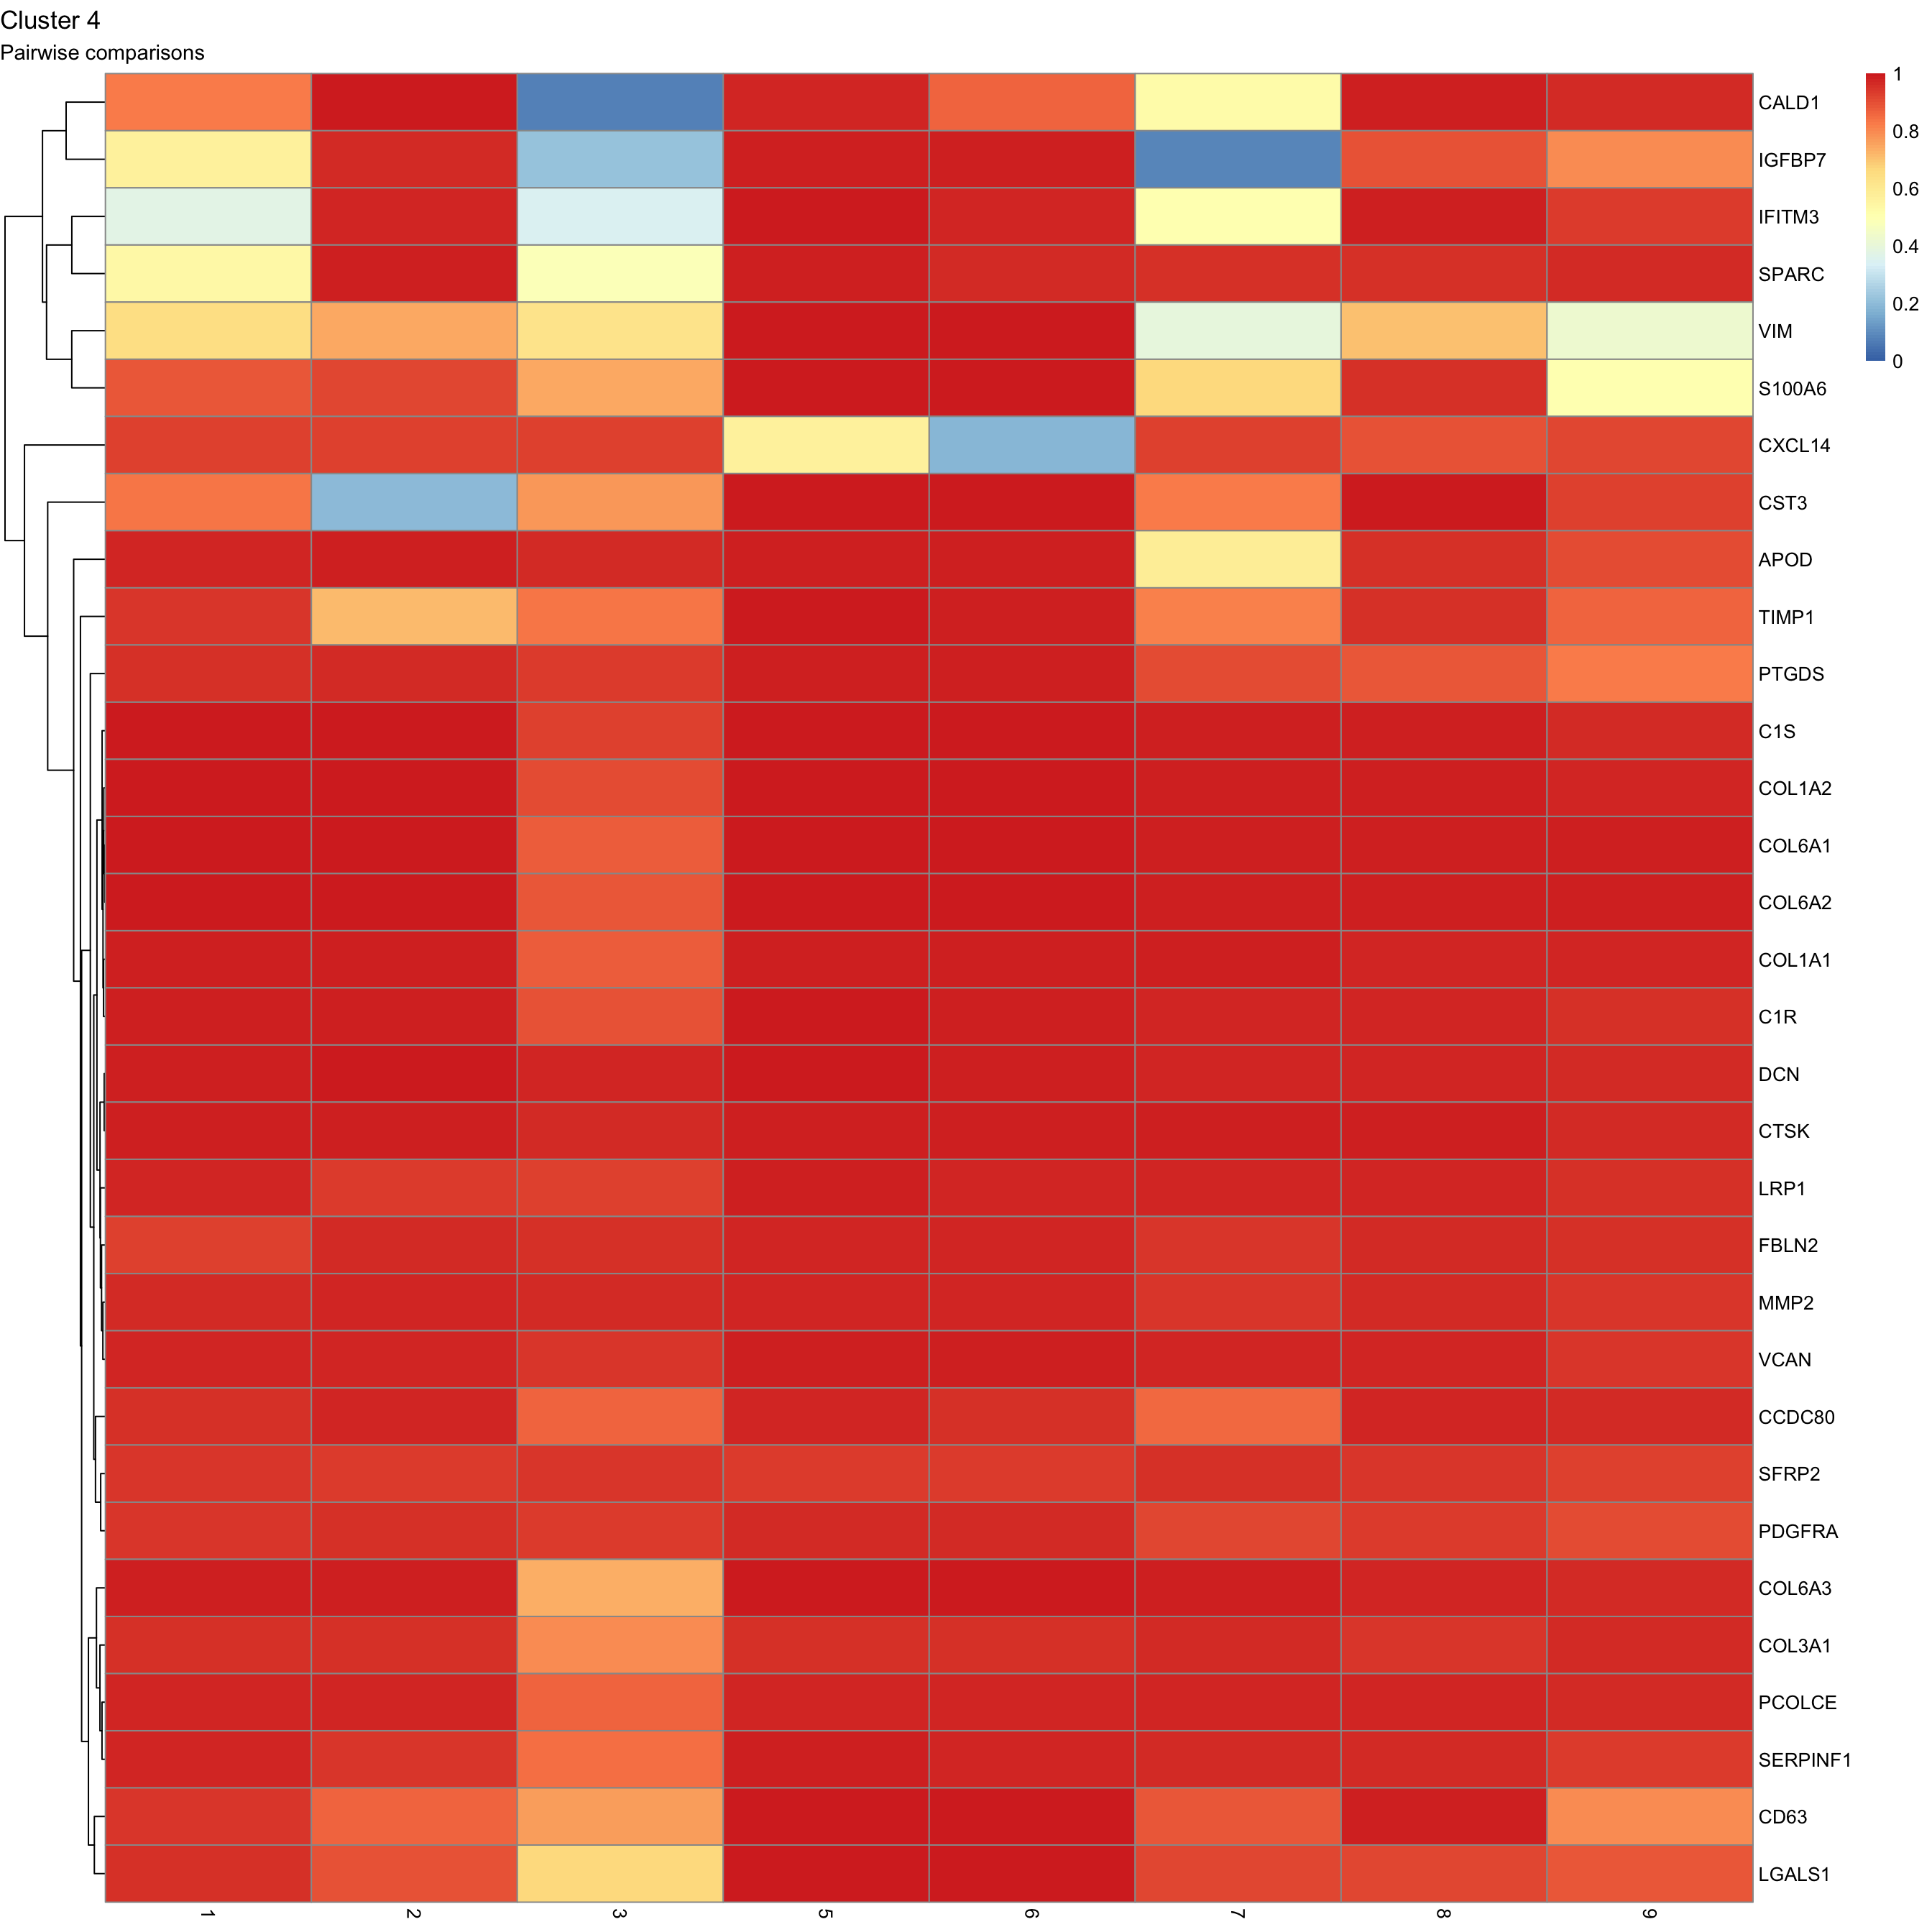 Cluster 4
Pairwise comparisons
1
0.8
0.6
0.4
0.2
0
CALD1
IGFBP7
IFITM3
SPARC
VIM
S100A6
CXCL14
CST3
APOD
TIMP1
PTGDS
C1S
COL1A2
COL6A1
COL6A2
COL1A1
C1R
DCN
CTSK
LRP1
FBLN2
MMP2
VCAN
CCDC80
SFRP2
PDGFRA
COL6A3
COL3A1
PCOLCE
SERPINF1
CD63
LGALS1
1 2 3 5 6 7 8 9